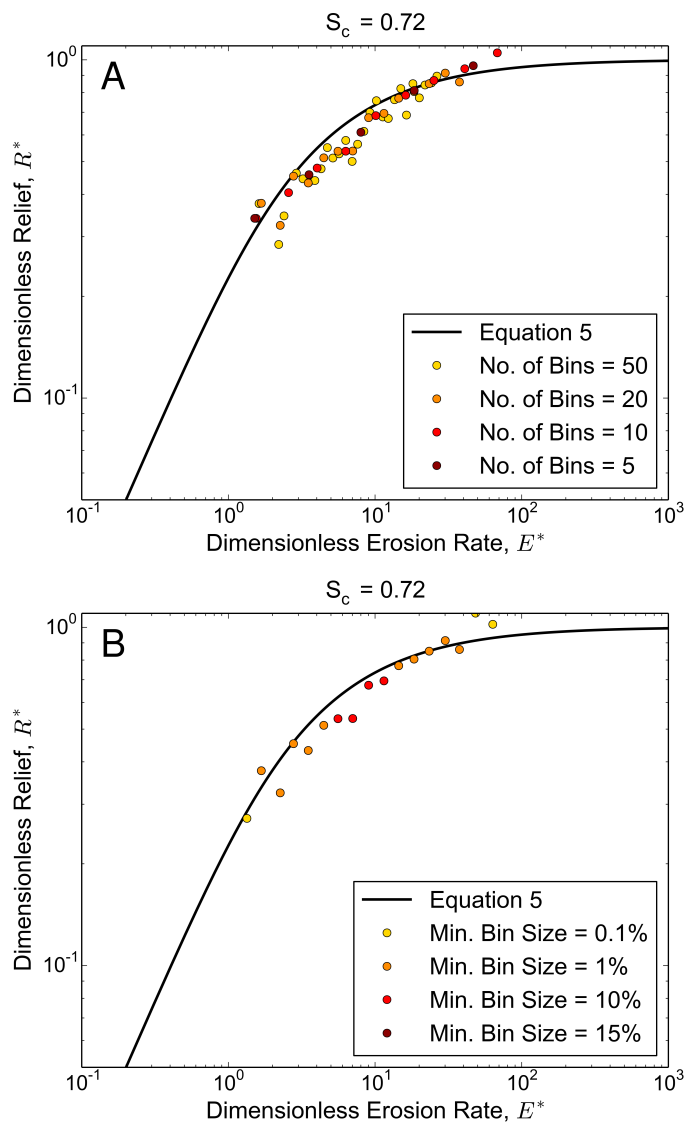 S_c = 0.72
A
10^0
10^-1
Dimensionless Relief, R*
Equation 5
No. of Bins = 50
No. of Bins = 20
No. of Bins = 10
No. of Bins = 5
10^-1 10^0 10^1 10^2 10^3
Dimensionless Erosion Rate, E*
S_c = 0.72
B
10^0
10^-1
Dimensionless Relief, R*
Equation 5
Min. Bin Size = 0.1%
Min. Bin Size = 1%
Min. Bin Size = 10%
Min. Bin Size = 15%
10^-1 10^0 10^1 10^2 10^3
Dimensionless Erosion Rate, E*